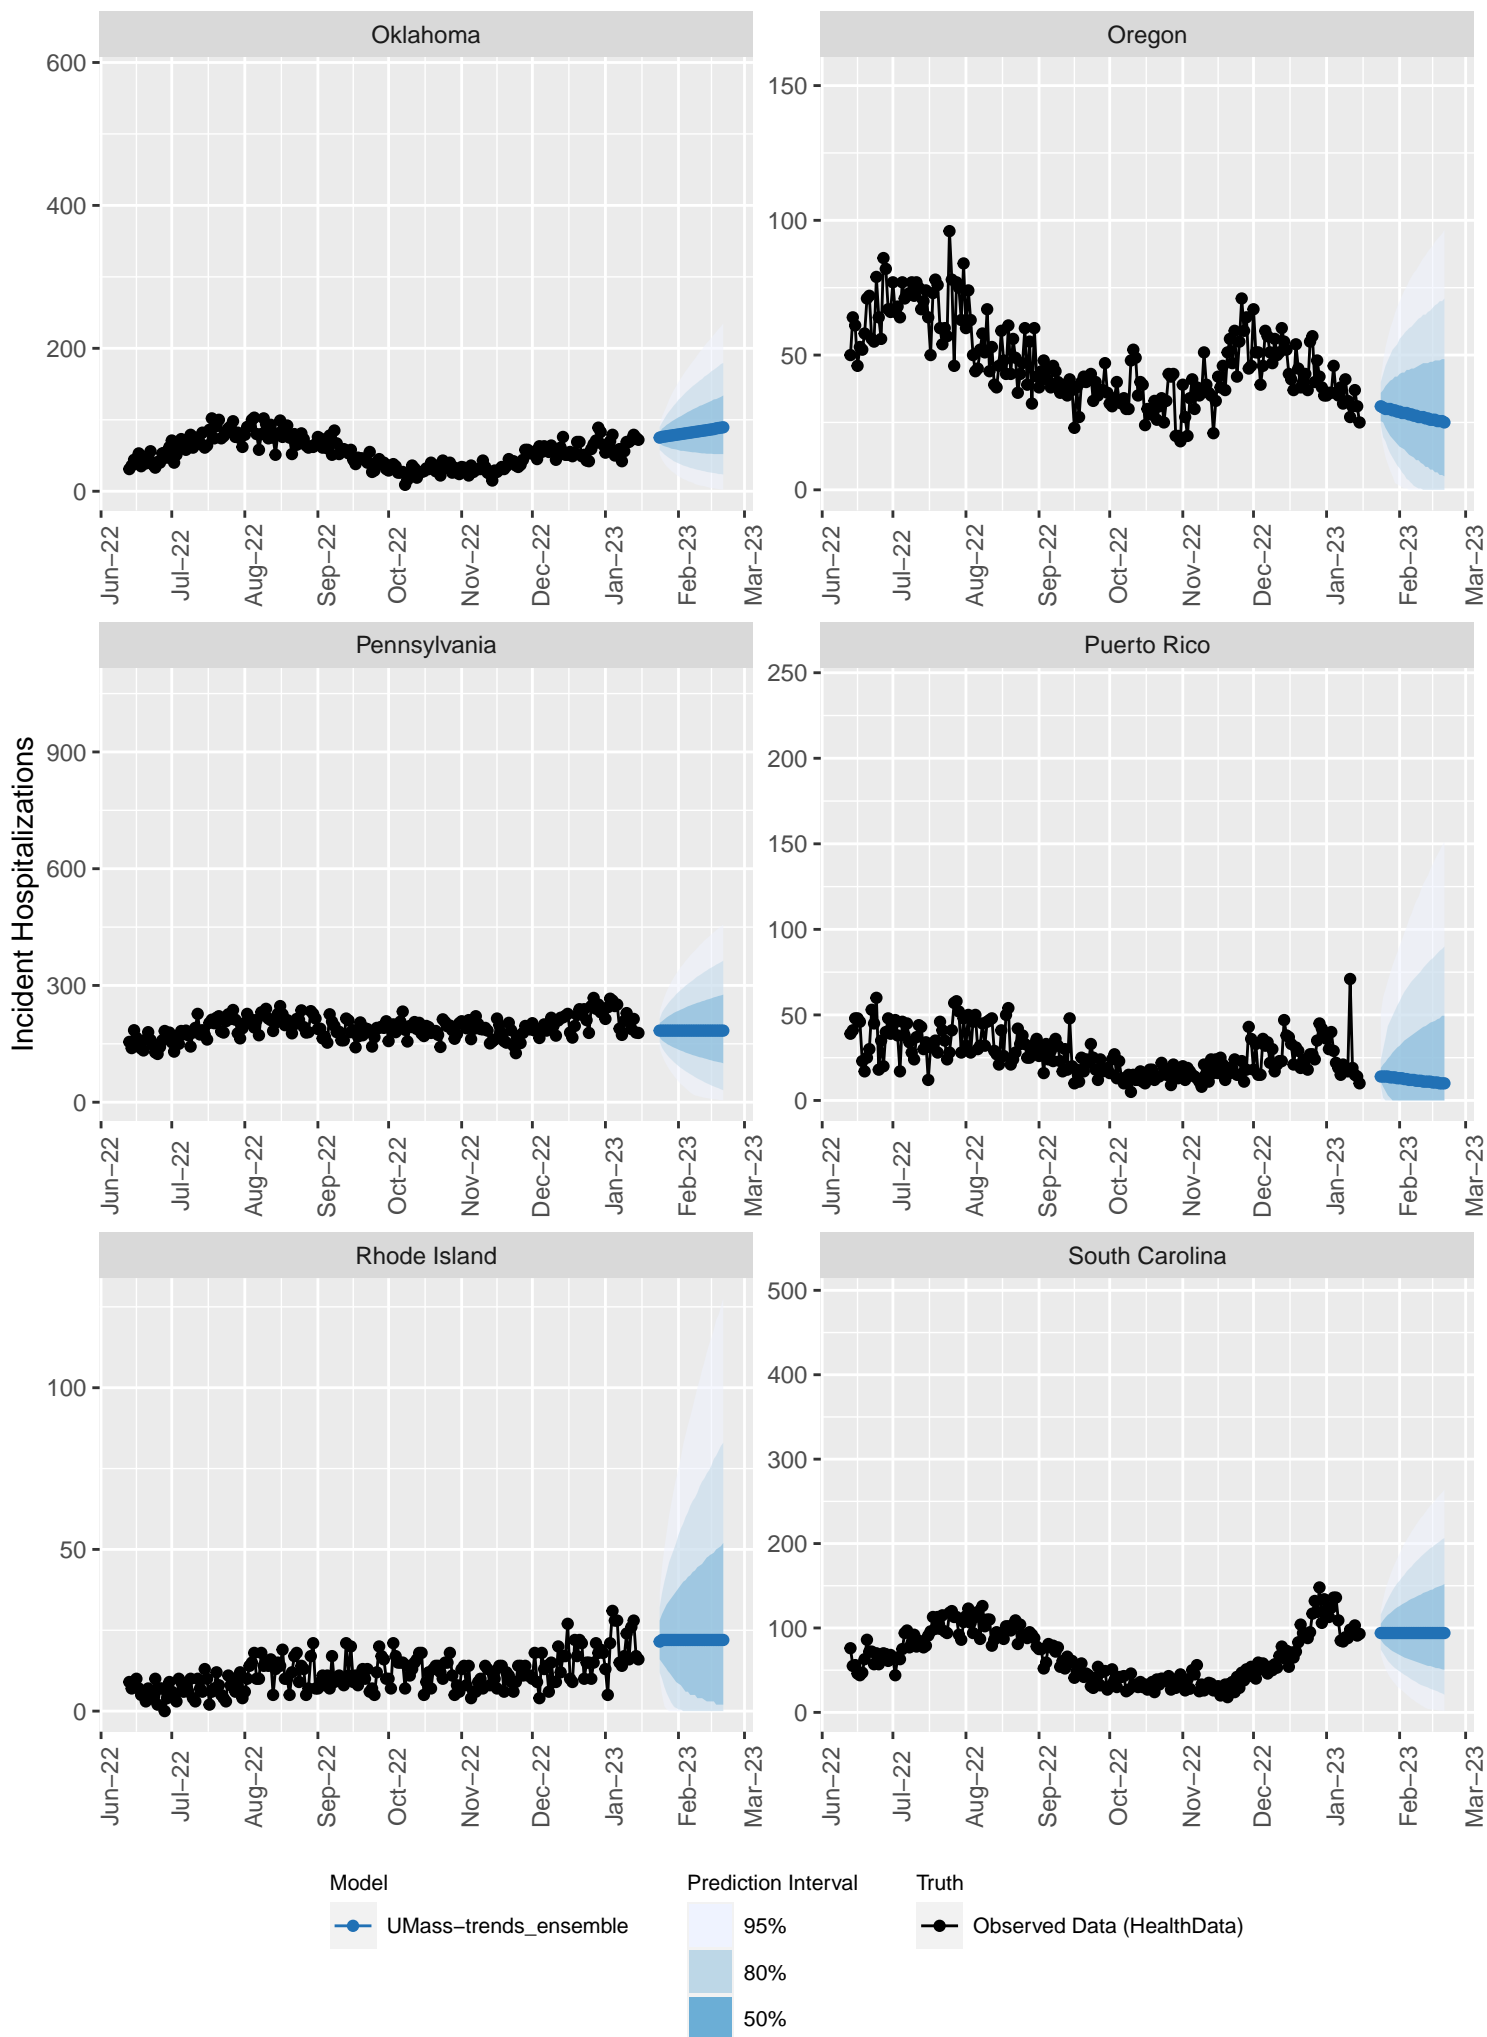 Oklahoma
Oregon
600
400
200
0
150
100
50
0
Jun−22
Jul−22
Aug−22
Sep−22
Oct−22
Nov−22
Dec−22
Jan−23
Feb−23
Mar−23
Jun−22
Jul−22
Aug−22
Sep−22
Oct−22
Nov−22
Dec−22
Jan−23
Feb−23
Mar−23
Incident Hospitalizations
Pennsylvania
Puerto Rico
900
600
300
0
250
200
150
100
50
0
Jun−22
Jul−22
Aug−22
Sep−22
Oct−22
Nov−22
Dec−22
Jan−23
Feb−23
Mar−23
Jun−22
Jul−22
Aug−22
Sep−22
Oct−22
Nov−22
Dec−22
Jan−23
Feb−23
Mar−23
Rhode Island
South Carolina
100
50
0
500
400
300
200
100
0
Jun−22
Jul−22
Aug−22
Sep−22
Oct−22
Nov−22
Dec−22
Jan−23
Feb−23
Mar−23
Jun−22
Jul−22
Aug−22
Sep−22
Oct−22
Nov−22
Dec−22
Jan−23
Feb−23
Mar−23
Model
UMass−trends_ensemble
Prediction Interval
95%
80%
50%
Truth
Observed Data (HealthData)